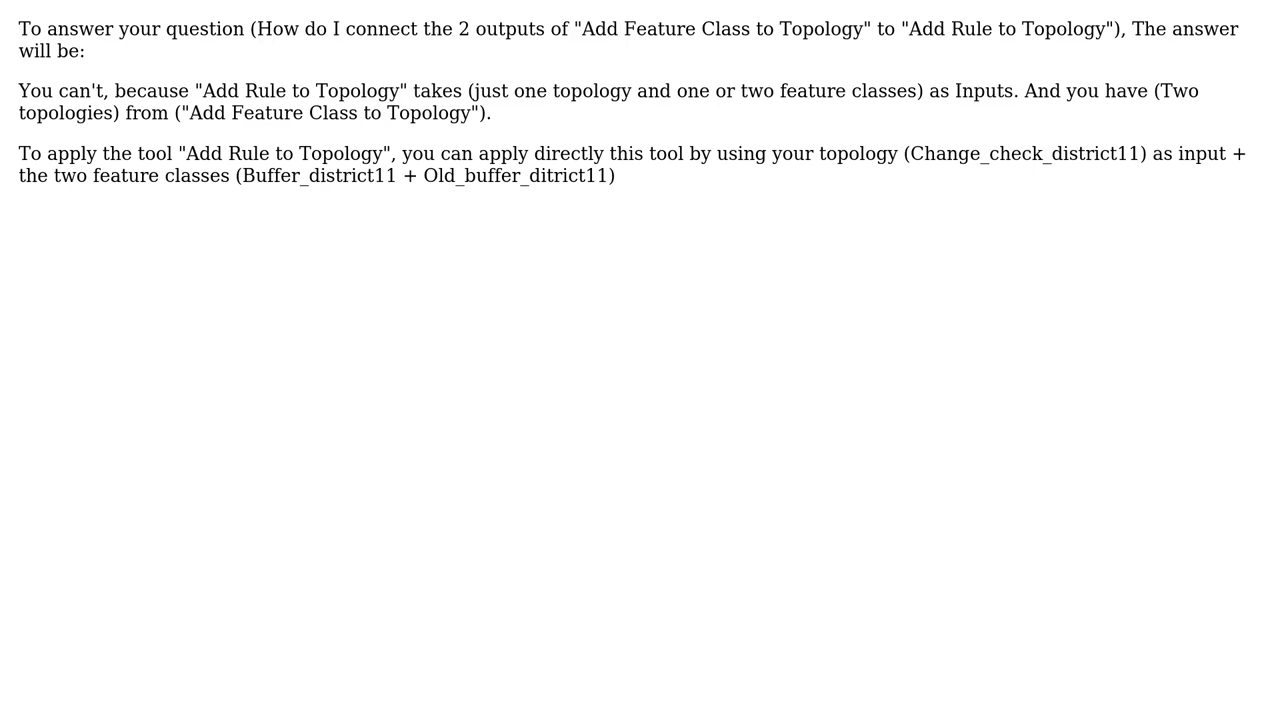 To answer your question (How do I connect the 2 outputs of "Add Feature Class to Topology" to "Add Rule to Topology"), The answer
will be:
You can't, because "Add Rule to Topology" takes (just one topology and one or two feature classes) as Inputs. And you have (Two
topologies) from ("Add Feature Class to Topology").
To apply the tool "Add Rule to Topology", you can apply directly this tool by using your topology (Change_check_district11) as input +
the two feature classes (Buffer_district11 + Old_buffer_ditrict11)